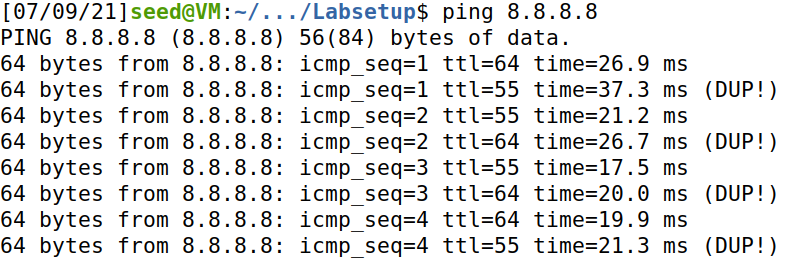 [07/09/21]seed@VM:~/.../Labsetup$ ping 8.8.8.8
PING 8.8.8.8 (8.8.8.8) 56(84) bytes of data.
64 bytes from 8.8.8.8: icmp_seq=1 ttl=64 time=26.9 ms
64 bytes from 8.8.8.8: icmp_seq=1 ttl=55 time=37.3 ms (DUP!)
64 bytes from 8.8.8.8: icmp_seq=2 ttl=55 time=21.2 ms
64 bytes from 8.8.8.8: icmp_seq=2 ttl=64 time=26.7 ms (DUP!)
64 bytes from 8.8.8.8: icmp_seq=3 ttl=55 time=17.5 ms
64 bytes from 8.8.8.8: icmp_seq=3 ttl=64 time=20.0 ms (DUP!)
64 bytes from 8.8.8.8: icmp_seq=4 ttl=64 time=19.9 ms
64 bytes from 8.8.8.8: icmp_seq=4 ttl=55 time=21.3 ms (DUP!)